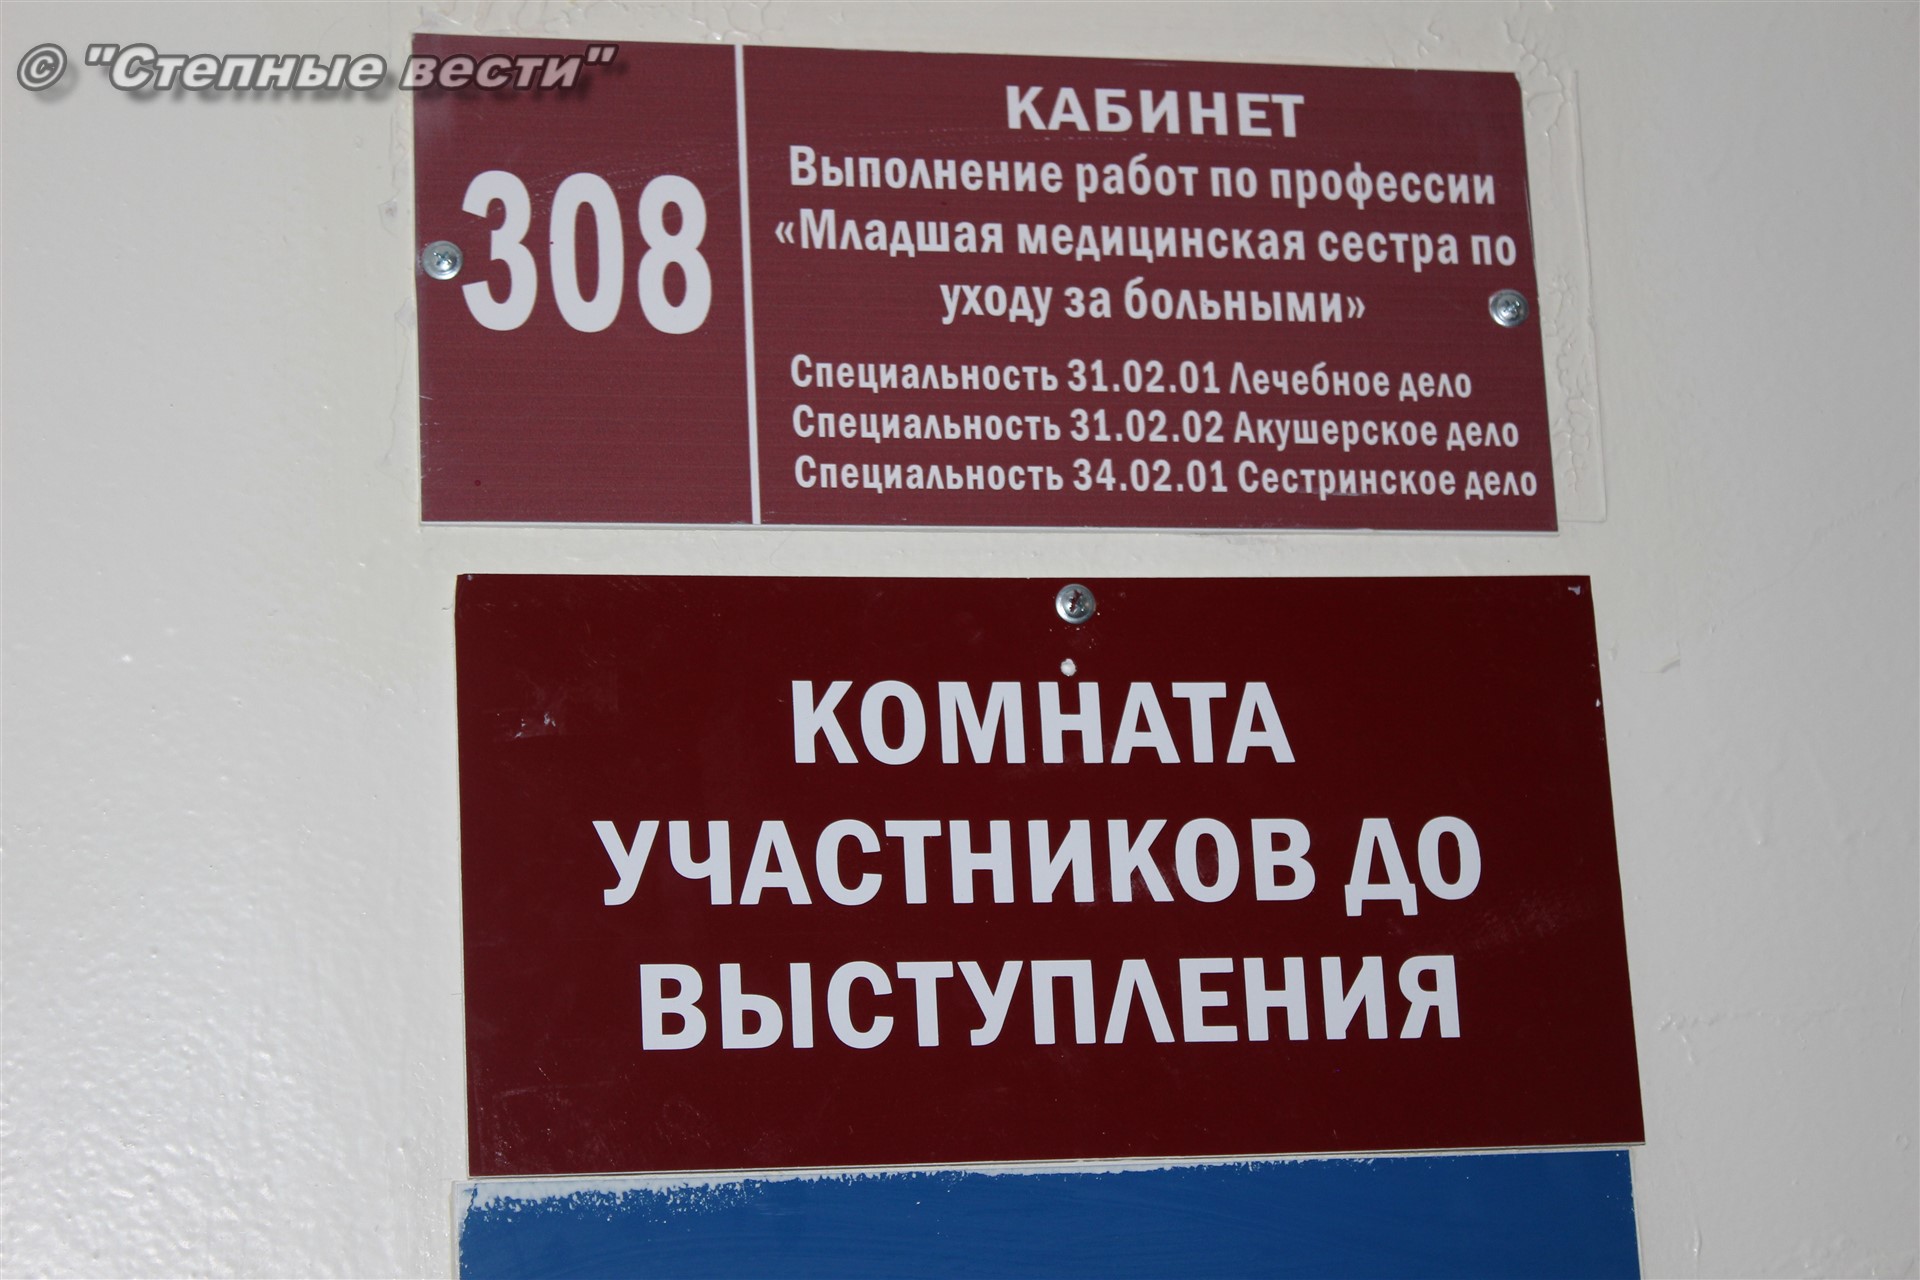 © "Степные вести"
308
КАБИНЕТ
Выполнение работ по профессии
«Младшая медицинская сестра по
уходу за больными»
Специальность 31.02.01 Лечебное дело
Специальность 31.02.02 Акушерское дело
Специальность 34.02.01 Сестринское дело
КОМНАТА
УЧАСТНИКОВ ДО
ВЫСТУПЛЕНИЯ